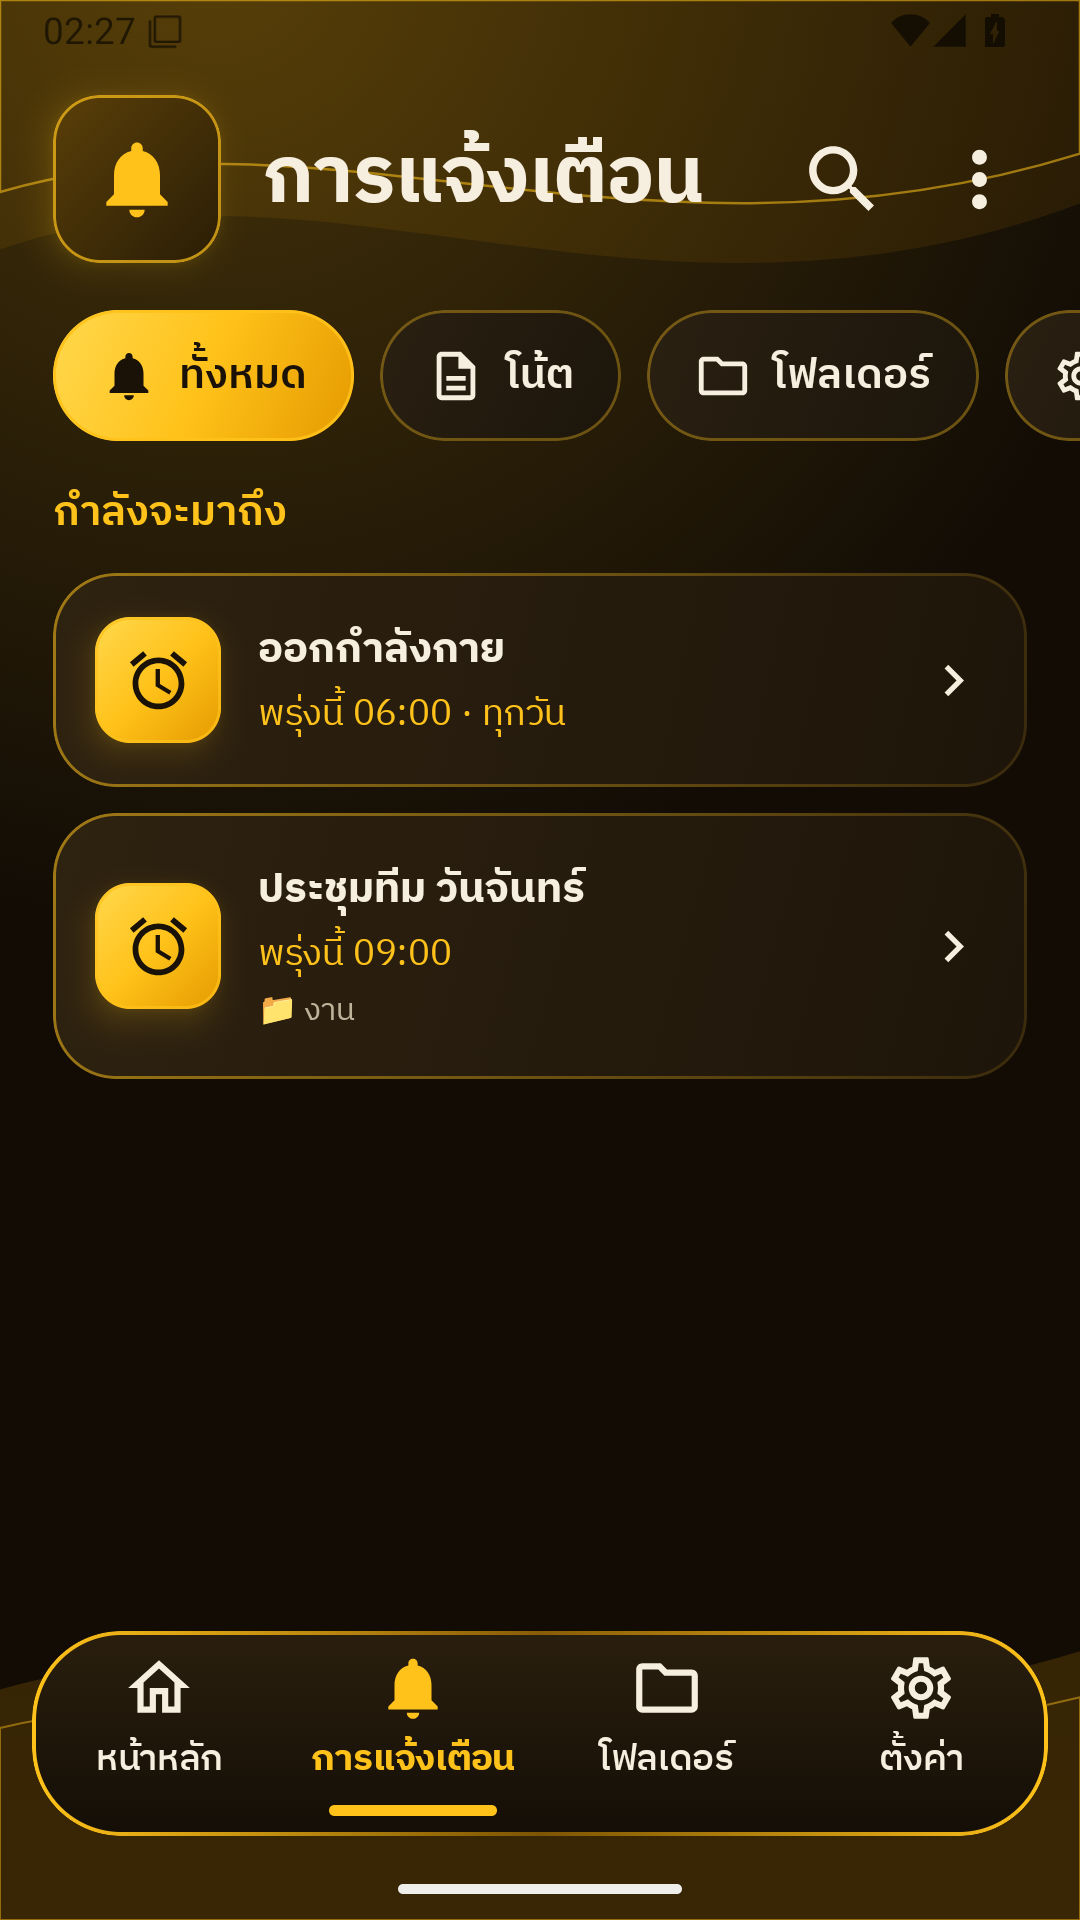 02:27
การแจ้งเตือน
ทั้งหมด
โน้ต
โฟลเดอร์
กำลังจะมาถึง
ออกกำลังกาย
พรุ่งนี้ 06:00 · ทุกวัน
ประชุมทีม วันจันทร์
พรุ่งนี้ 09:00
📁 งาน
หน้าหลัก
การแจ้งเตือน
โฟลเดอร์
ตั้งค่า